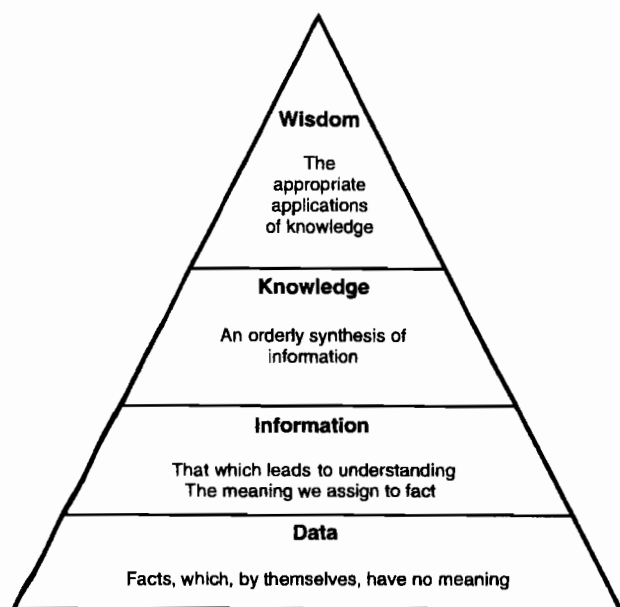 Wisdom
The
appropriate
applications
of knowledge
Knowledge
An orderly synthesis of
information
Information
That which leads to understanding
The meaning we assign to fact
Data
Facts, which, by themselves, have no meaning